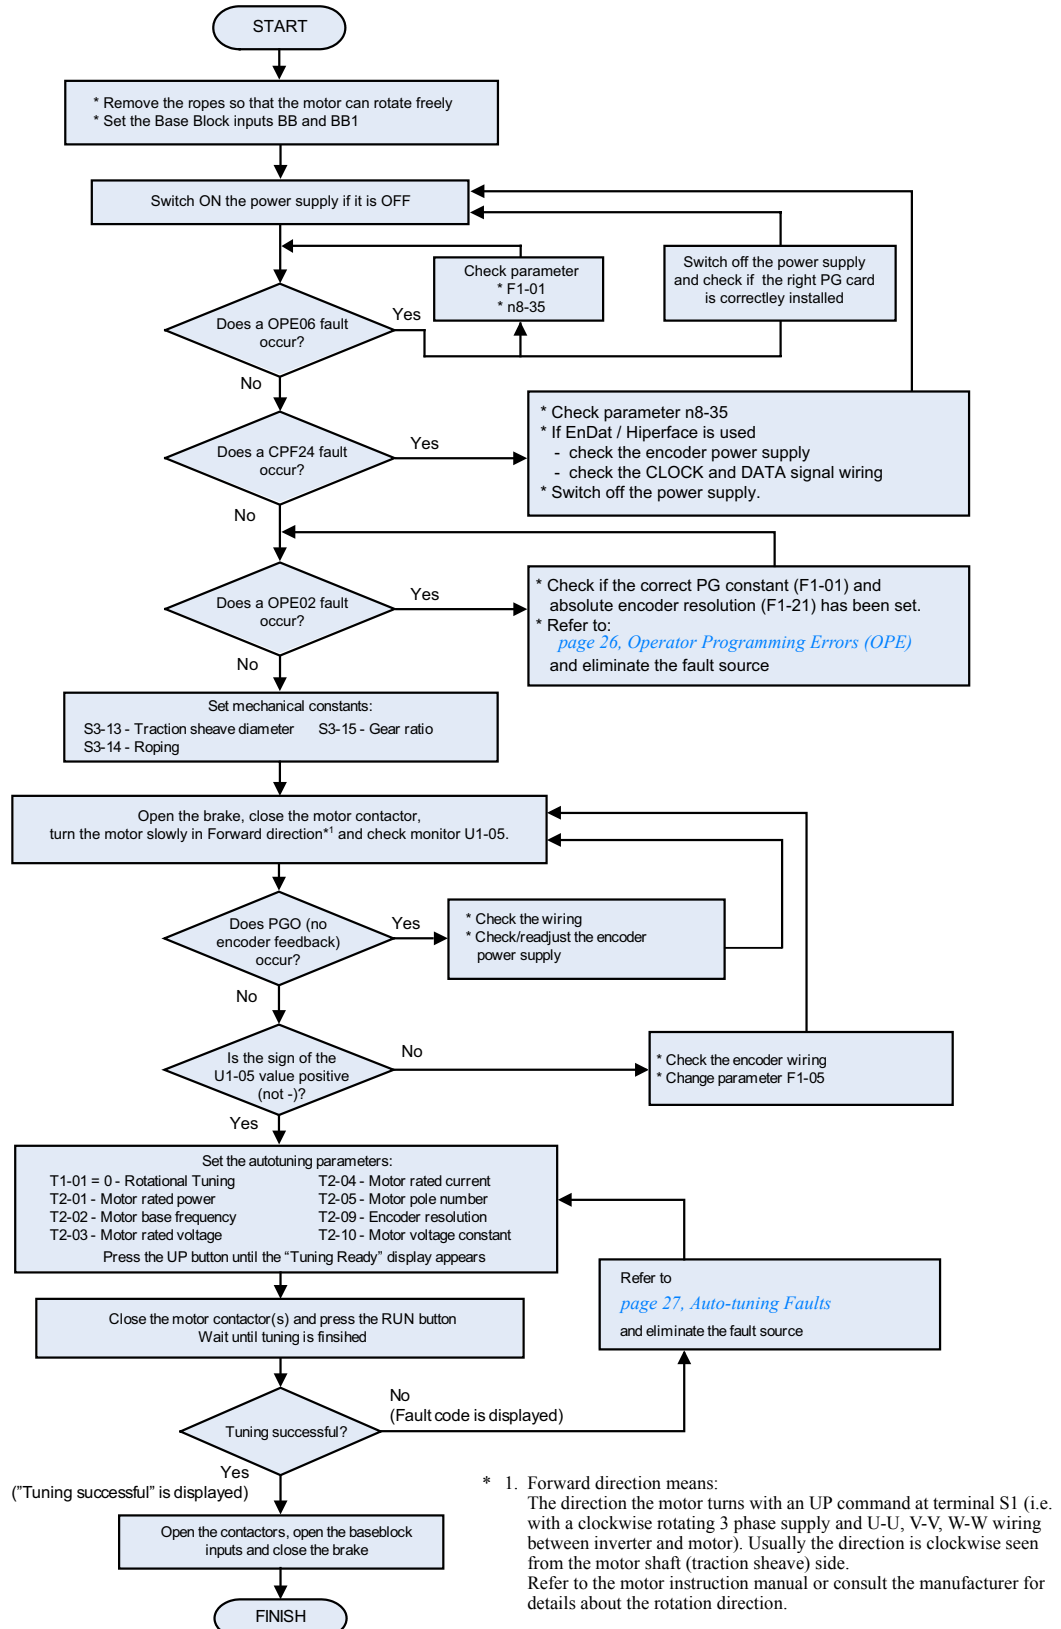 START
* Remove the ropes so that the motor can rotate freely
* Set the Base Block inputs BB and BB1
Switch ON the power supply if it is OFF
Check parameter
* F1-01
* n8-35
Switch off the power supply
and check if the right PG card
is correctley installed
Does a OPE06 fault
occur?
Yes
No
Does a CPF24 fault
occur?
Yes
* Check parameter n8-35
* If EnDat / Hiperface is used
- check the encoder power supply
- check the CLOCK and DATA signal wiring
* Switch off the power supply.
No
Does a OPE02 fault
occur?
Yes
* Check if the correct PG constant (F1-01) and
absolute encoder resolution (F1-21) has been set.
* Refer to:
page 26, Operator Programming Errors (OPE)
and eliminate the fault source
No
Set mechanical constants:
S3-13 - Traction sheave diameter S3-15 - Gear ratio
S3-14 - Roping
Open the brake, close the motor contactor,
turn the motor slowly in Forward direction*1 and check monitor U1-05.
Does PGO (no
encoder feedback)
occur?
Yes
* Check the wiring
* Check/readjust the encoder
power supply
No
Is the sign of the
U1-05 value positive
(not -)?
No
* Check the encoder wiring
* Change parameter F1-05
Yes
Set the autotuning parameters:
T1-01 = 0 - Rotational Tuning T2-04 - Motor rated current
T2-01 - Motor rated power T2-05 - Motor pole number
T2-02 - Motor base frequency T2-09 - Encoder resolution
T2-03 - Motor rated voltage T2-10 - Motor voltage constant
Press the UP button until the “Tuning Ready” display appears
Refer to
page 27, Auto-tuning Faults
and eliminate the fault source
Close the motor contactor(s) and press the RUN button
Wait until tuning is finsihed
Tuning successful?
No
(Fault code is displayed)
Yes
("Tuning successful” is displayed)
Open the contactors, open the baseblock
inputs and close the brake
FINISH
* 1. Forward direction means:
The direction the motor turns with an UP command at terminal S1 (i.e.
with a clockwise rotating 3 phase supply and U-U, V-V, W-W wiring
between inverter and motor). Usually the direction is clockwise seen
from the motor shaft (traction sheave) side.
Refer to the motor instruction manual or consult the manufacturer for
details about the rotation direction.